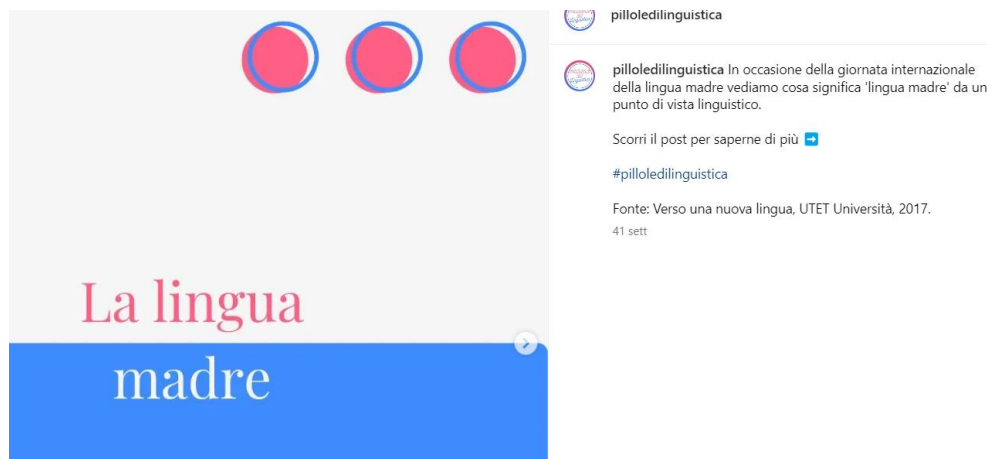 La lingua
madre
pilloledilinguistica
pilloledilinguistica In occasione della giornata internazionale
della lingua madre vediamo cosa significa 'lingua madre' da un
punto di vista linguistico.
Scorri il post per saperne di più ➡️
#pilloledilinguistica
Fonte: Verso una nuova lingua, UTET Università, 2017.
41 sett